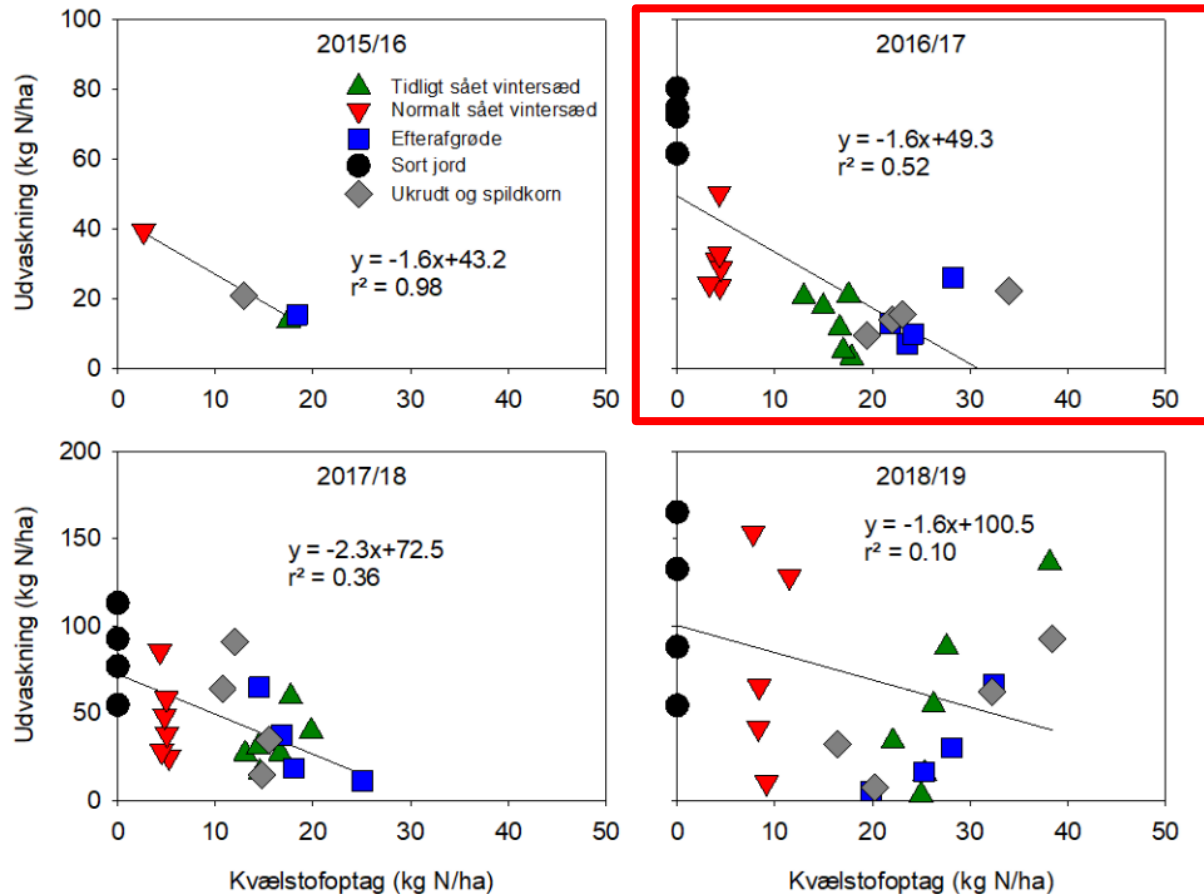 2015/16
Tidligt sået vintersæd
Normalt sået vintersæd
Efterafgrøde
Sort jord
Ukrudt og spildkorn
y = -1.6x+43.2
r² = 0.98
Udvaskning (kg N/ha)
100
80
60
40
20
0
0 10 20 30 40 50
2016/17
y = -1.6x+49.3
r² = 0.52
0 10 20 30 40 50
2017/18
y = -2.3x+72.5
r² = 0.36
Udvaskning (kg N/ha)
200
150
100
50
0
0 10 20 30 40 50
Kvælstofoptag (kg N/ha)
2018/19
y = -1.6x+100.5
r² = 0.10
0 10 20 30 40 50
Kvælstofoptag (kg N/ha)